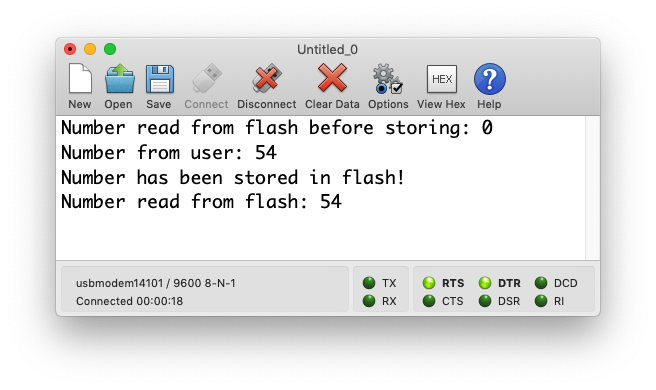 Untitled_0
New Open Save Connect Disconnect Clear Data Options HEX View Hex ? Help
Number read from flash before storing: 0
Number from user: 54
Number has been stored in flash!
Number read from flash: 54
usbmodem14101 / 9600 8-N-1
Connected 00:00:18
TX RTS DTR DCD
RX CTS DSR RI